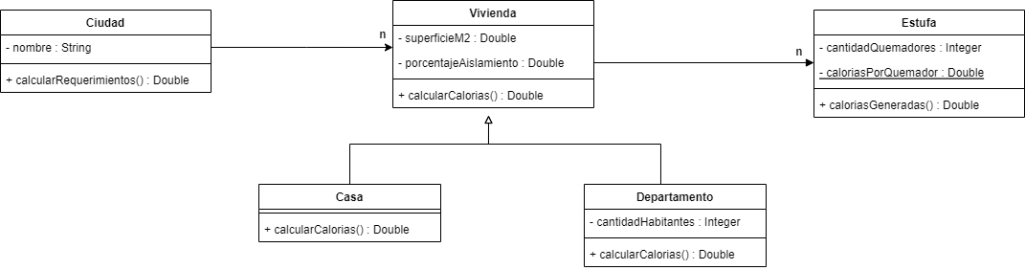 Ciudad
- nombre : String
+ calcularRequerimientos() : Double
n
Vivienda
- superficieM2 : Double
- porcentajeAislamiento : Double
+ calcularCalorias() : Double
n
Estufa
- cantidadQuemadores : Integer
- caloriasPorQuemador : Double
+ caloriasGeneradas() : Double
Casa
+ calcularCalorias() : Double
Departamento
- cantidadHabitantes : Integer
+ calcularCalorias() : Double